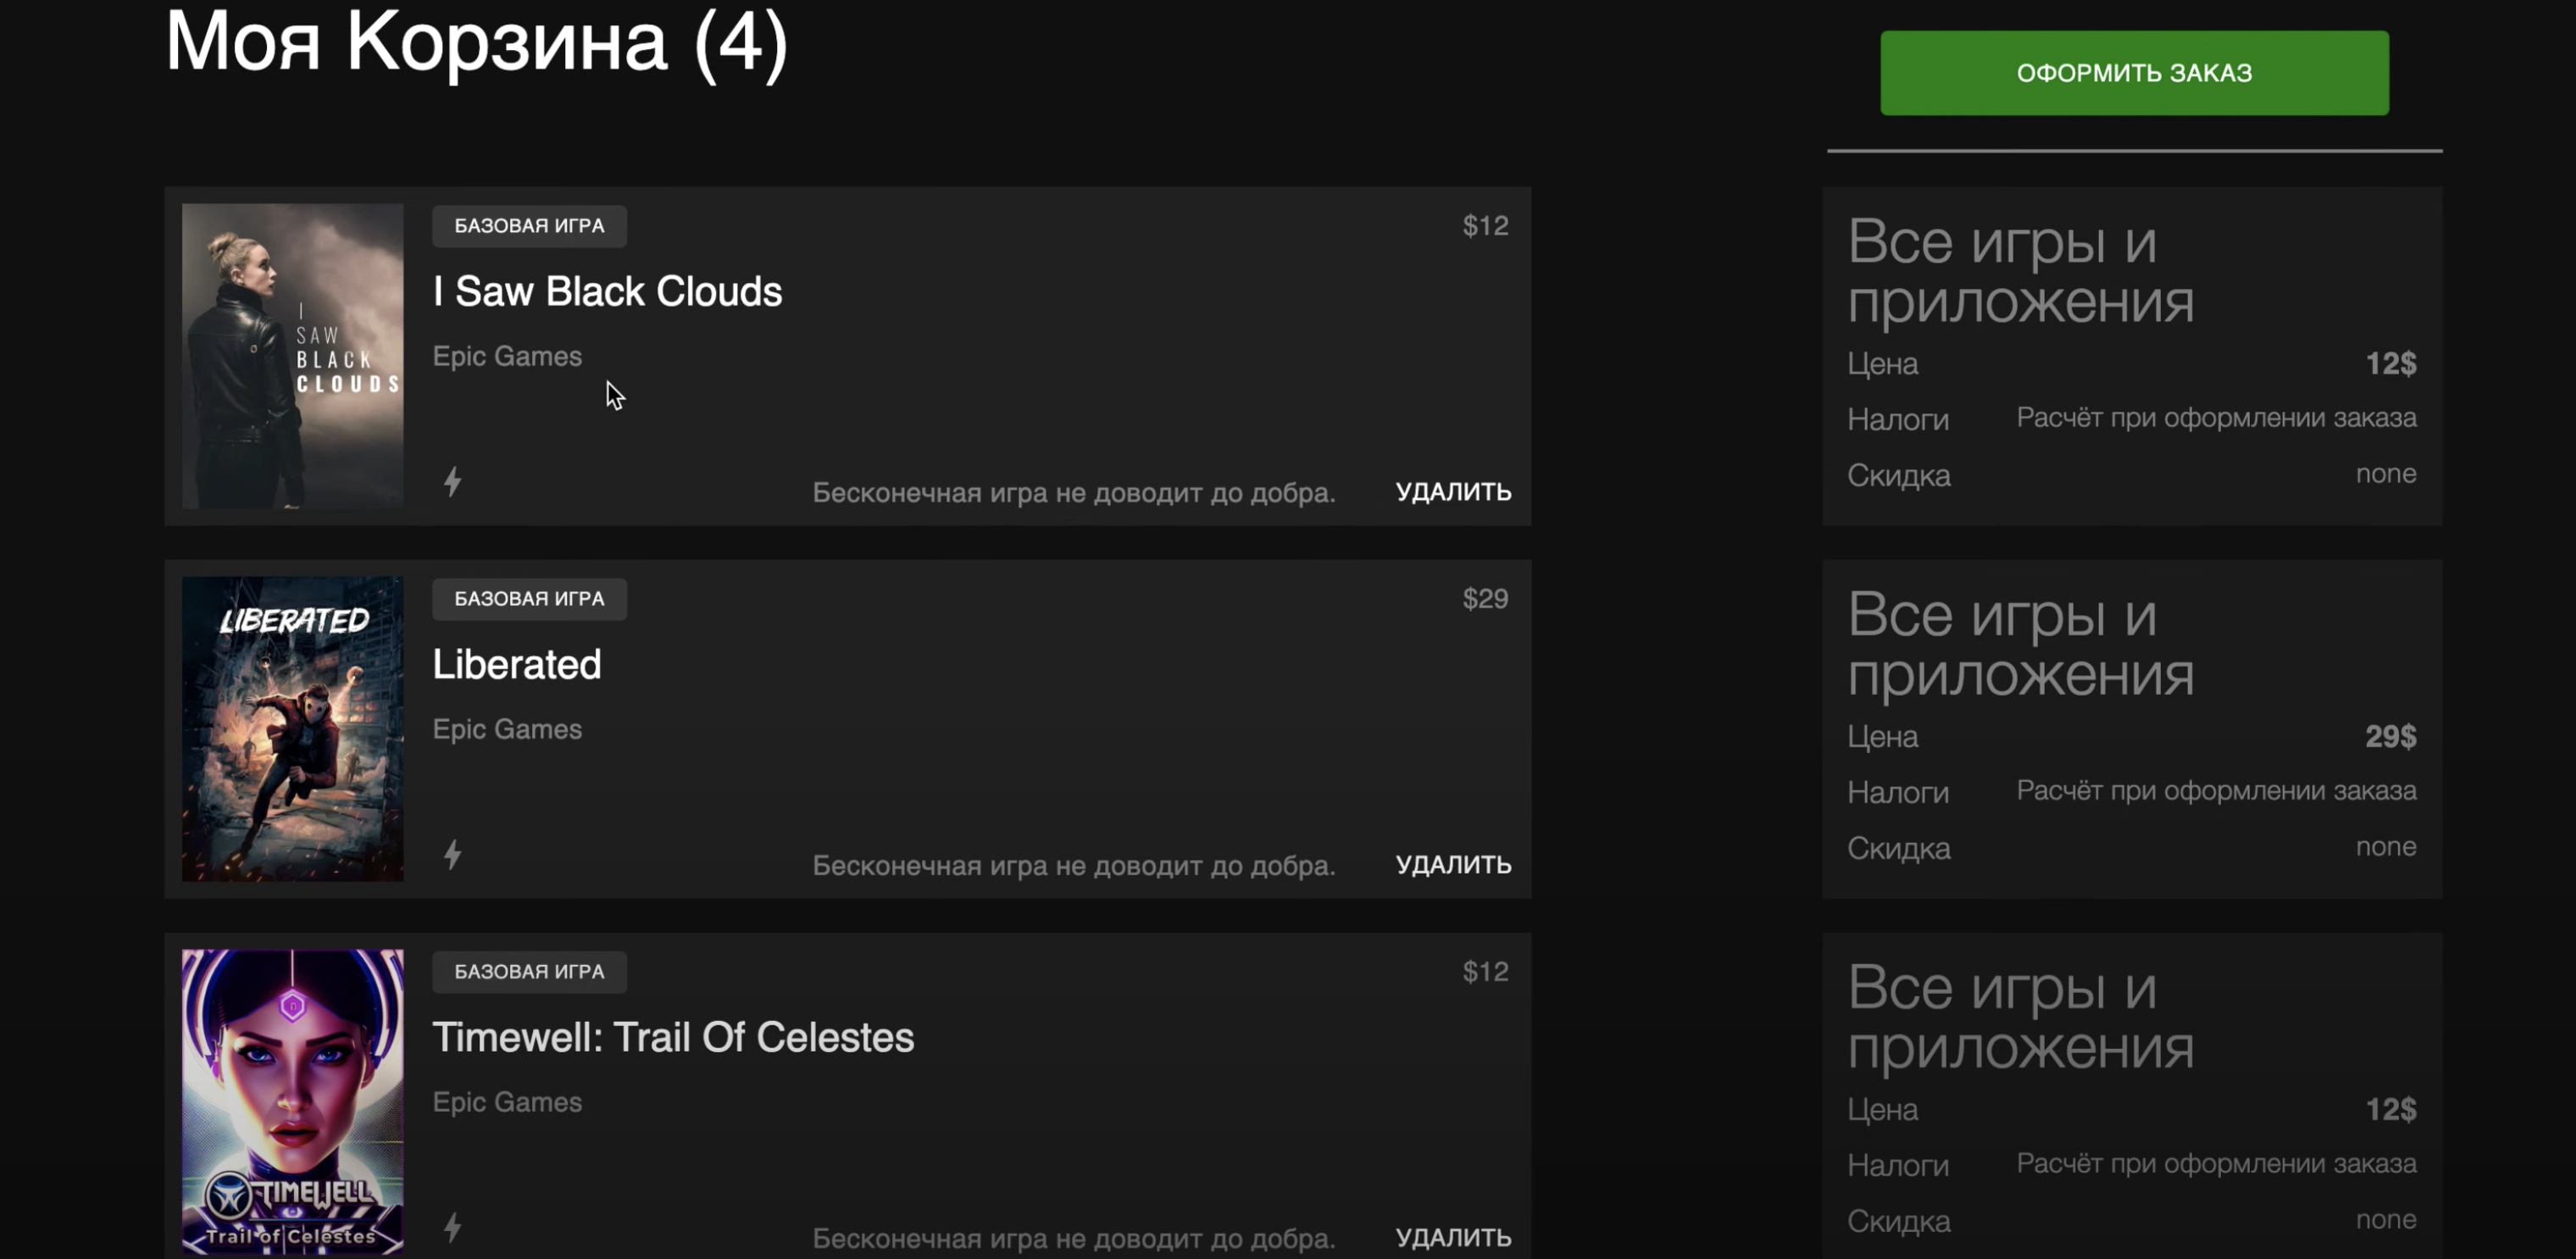 Моя Корзина (4)
ОФОРМИТЬ ЗАКАЗ
I
SAW
BLACK
CLOUDS
БАЗОВАЯ ИГРА
$12
I Saw Black Clouds
Epic Games
Бесконечная игра не доводит до добра.
УДАЛИТЬ
Все игры и
приложения
Цена 12$
Налоги Расчёт при оформлении заказа
Скидка none
LIBERATED
БАЗОВАЯ ИГРА
$29
Liberated
Epic Games
Бесконечная игра не доводит до добра.
УДАЛИТЬ
Все игры и
приложения
Цена 29$
Налоги Расчёт при оформлении заказа
Скидка none
TIMEWELL
Trail of Celestes
БАЗОВАЯ ИГРА
$12
Timewell: Trail Of Celestes
Epic Games
Бесконечная игра не доводит до добра.
УДАЛИТЬ
Все игры и
приложения
Цена 12$
Налоги Расчёт при оформлении заказа
Скидка none